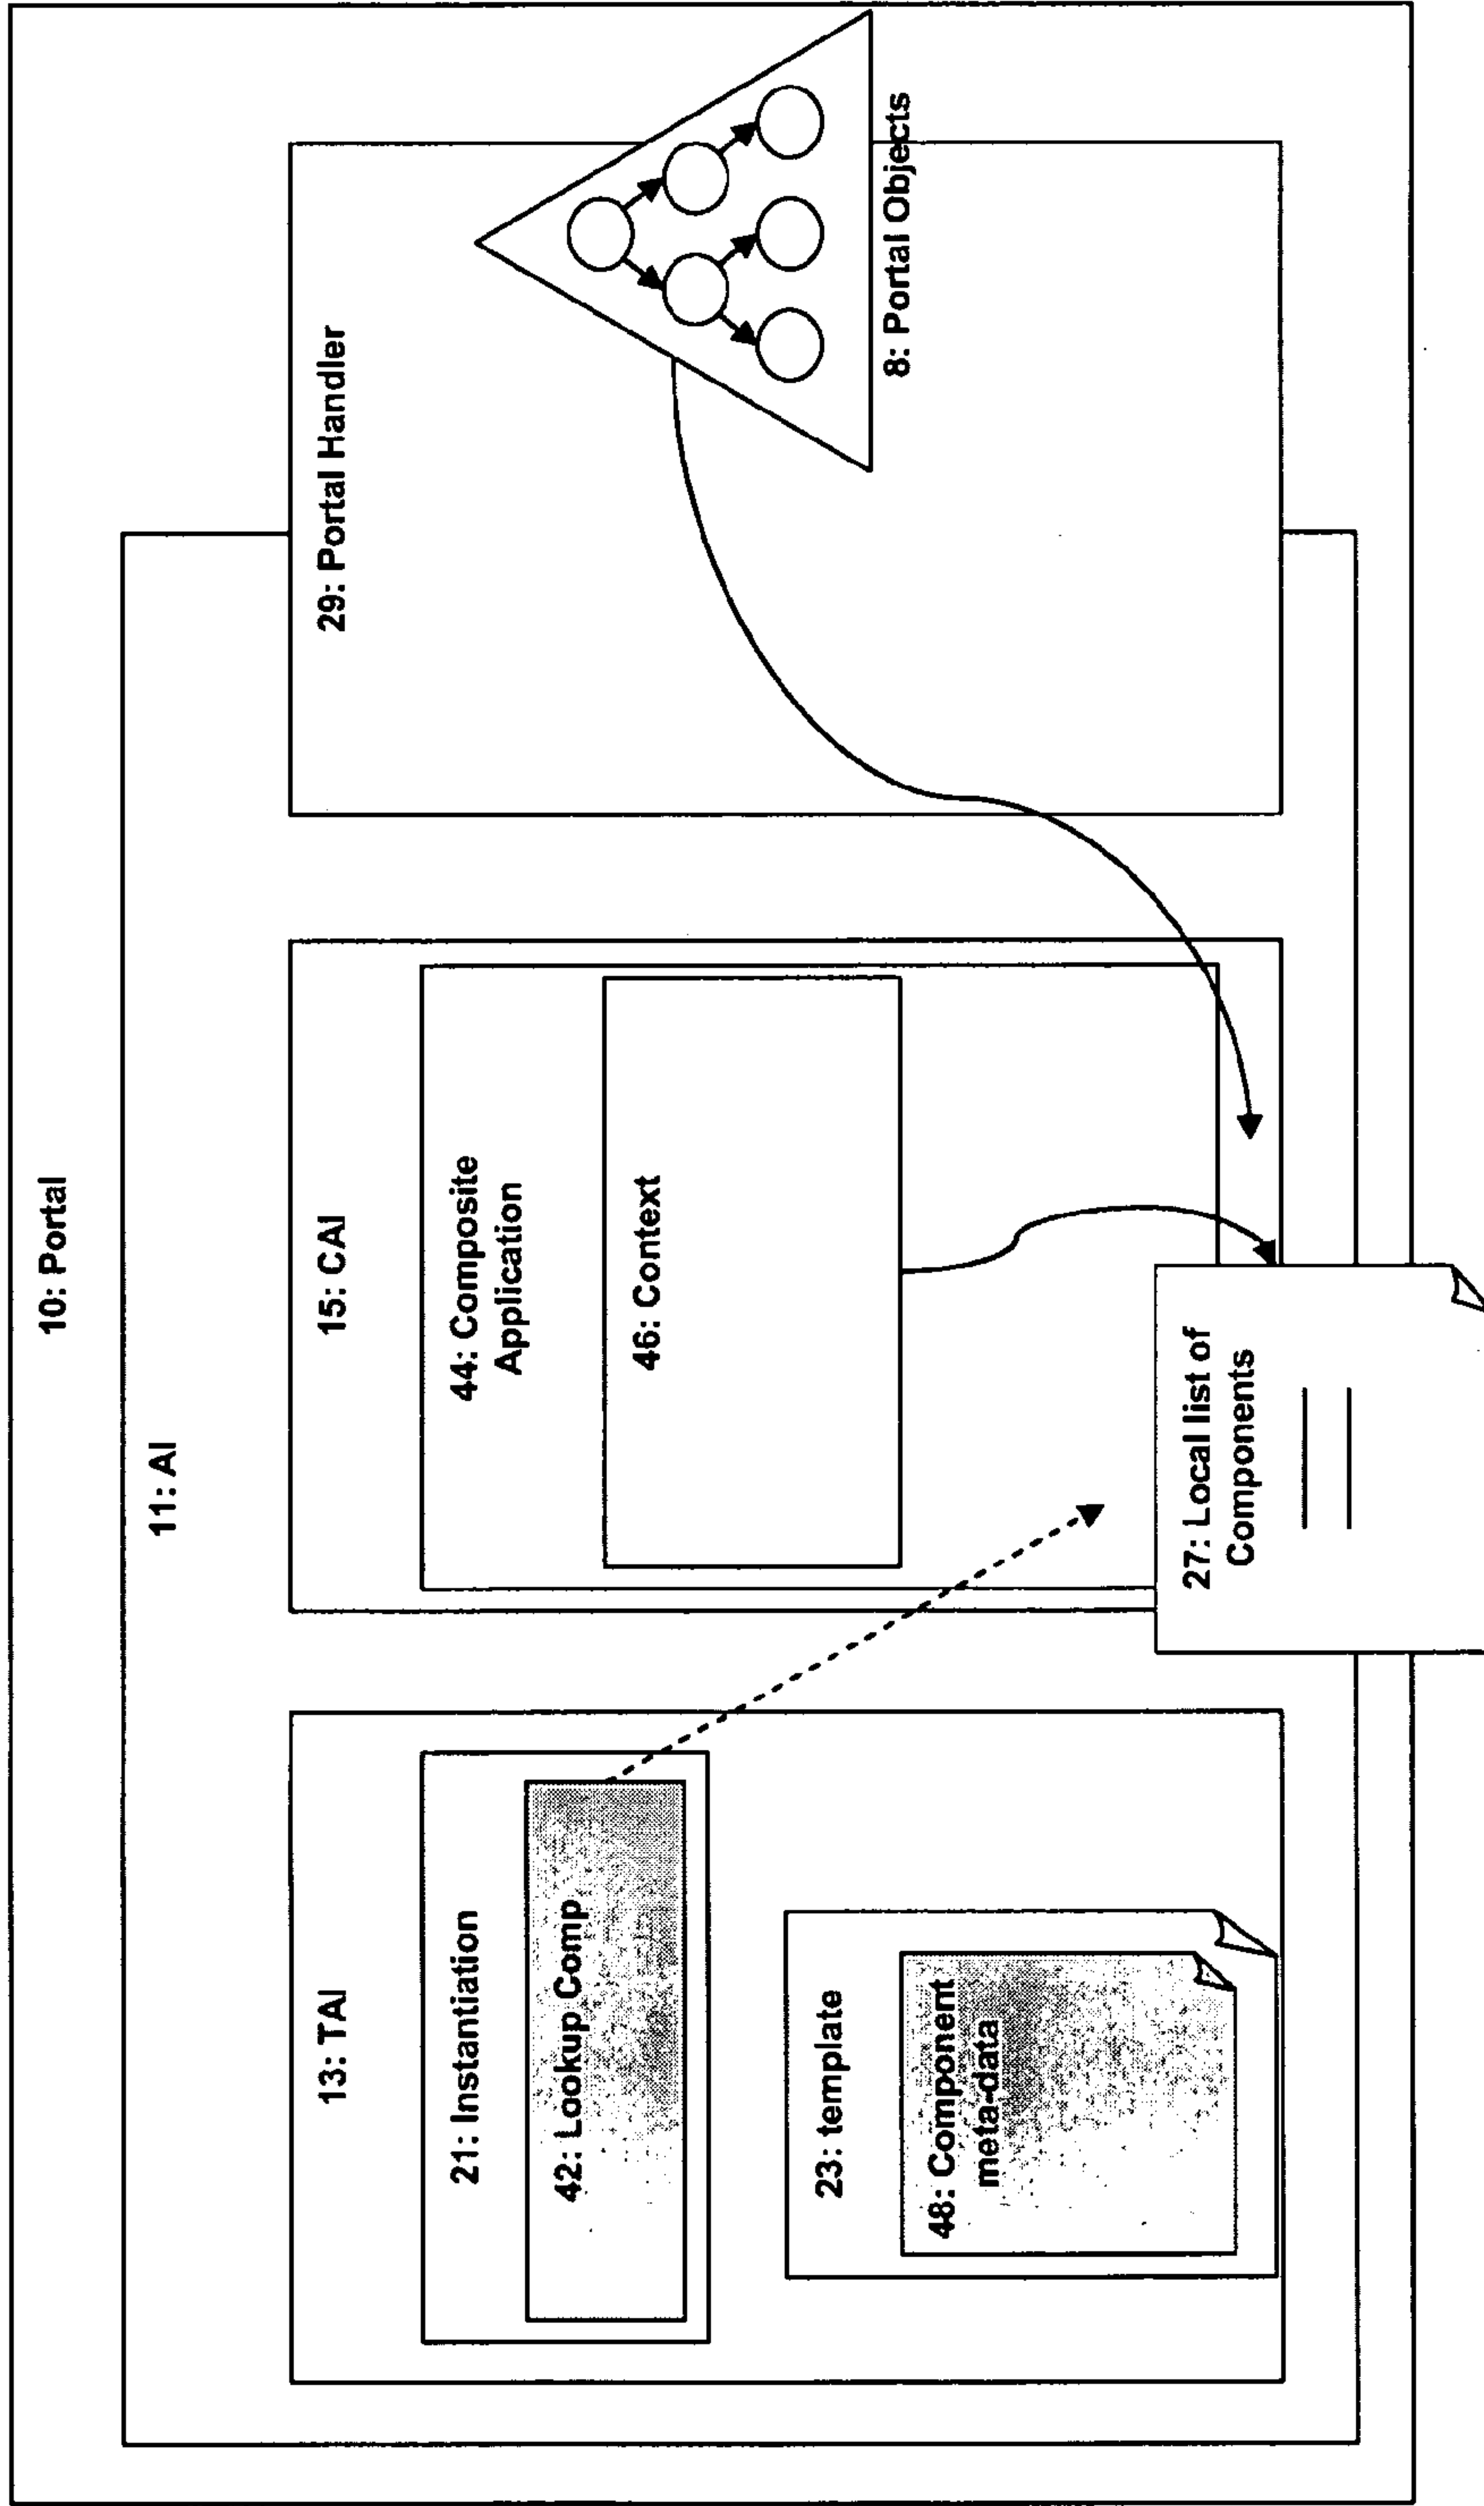 10: Portal
11: AI
13: TAI
21: Instantiation
42: Lookup Comp
23: template
48: Component
meta-data
15: CAI
44: Composite
Application
46: Context
27: Local list of
Components
29: Portal Handler
8: Portal Objects